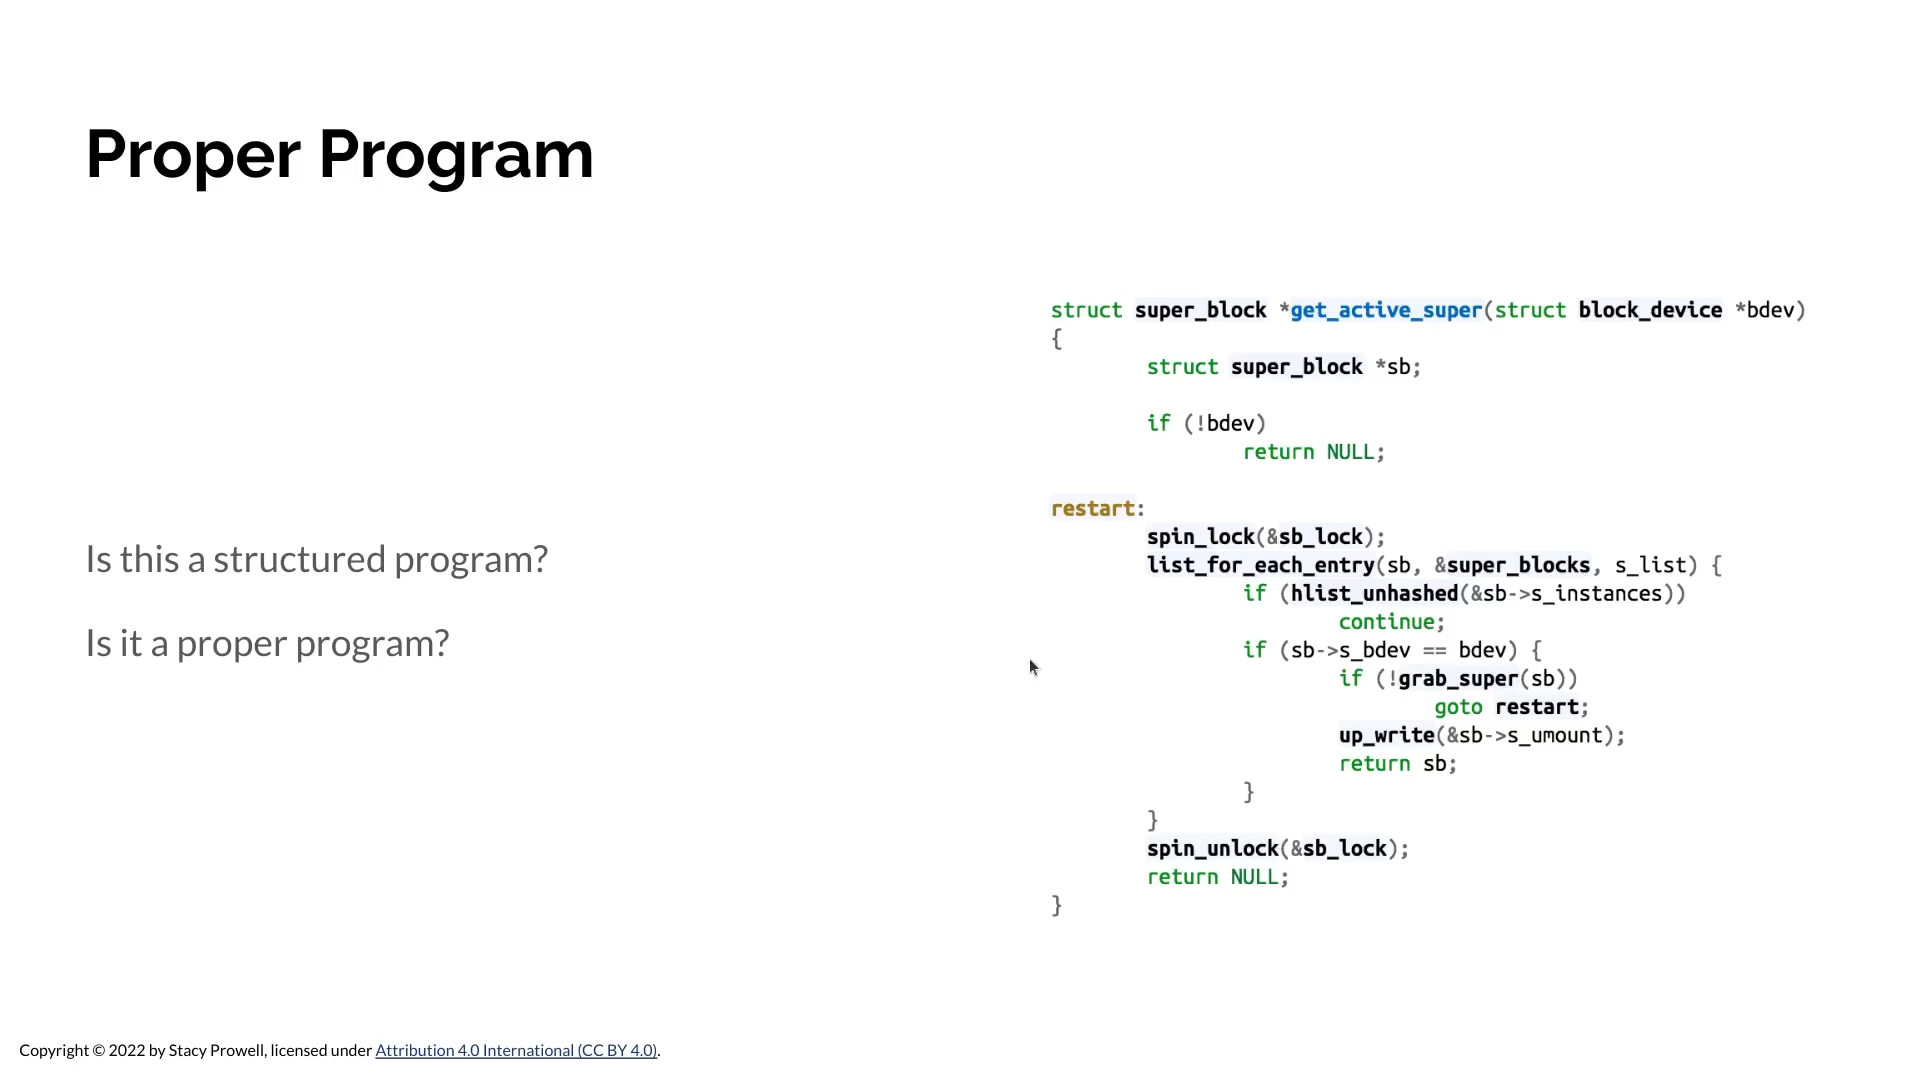 Proper Program
Is this a structured program?
Is it a proper program?
struct super_block *get_active_super(struct block_device *bdev)
{
struct super_block *sb;
if (!bdev)
return NULL;
restart:
spin_lock(&sb_lock);
list_for_each_entry(sb, &super_blocks, s_list) {
if (hlist_unhashed(&sb->s_instances))
continue;
if (sb->s_bdev == bdev) {
if (!grab_super(sb))
goto restart;
up_write(&sb->s_umount);
return sb;
}
}
spin_unlock(&sb_lock);
return NULL;
}
Copyright © 2022 by Stacy Prowell, licensed under Attribution 4.0 International (CC BY 4.0).